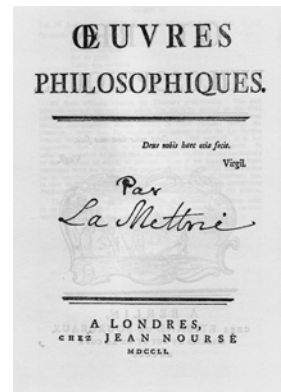 ŒUVRES
PHILOSOPHIQUES.
Deus nobis hæc otia fecit.
Virgil.
Par
La Mettrie
A LONDRES,
CHEZ JEAN NOURSE
MDCCLI.